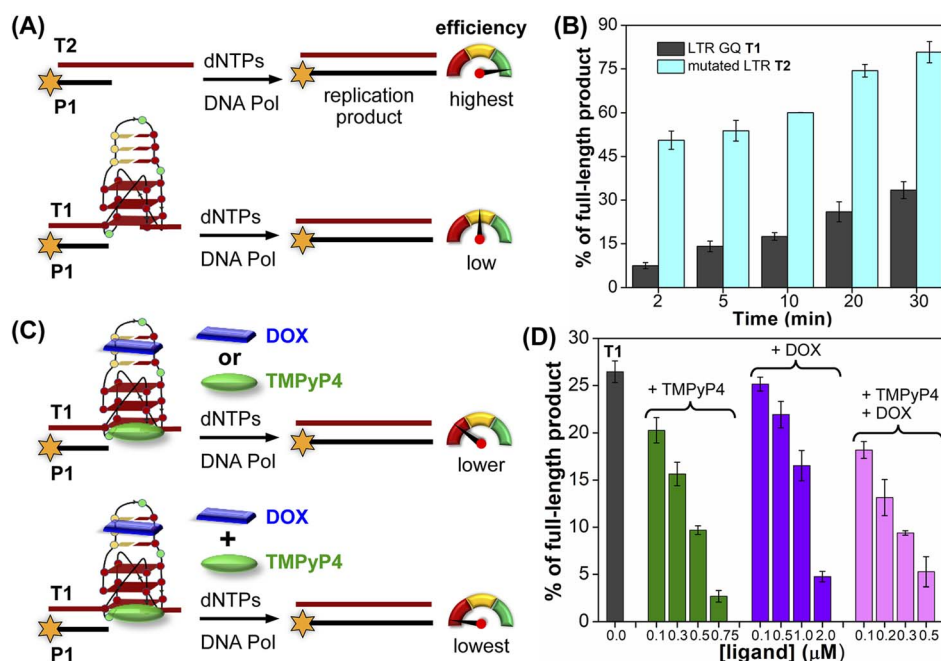 (A)
T2
P1
dNTPs
DNA Pol
replication
product
efficiency
highest
T1
P1
dNTPs
DNA Pol
low
(B)
% of full-length product
90
75
60
45
30
15
0
LTR GQ T1
mutated LTR T2
2 5 10 20 30
Time (min)
(C)
DOX
or
TMPyP4
T1
P1
dNTPs
DNA Pol
lower
DOX
+
TMPyP4
T1
P1
dNTPs
DNA Pol
lowest
(D)
% of full-length product
30
25
20
15
10
5
0
T1
+ TMPyP4
+ DOX
+ TMPyP4
+ DOX
0.0 0.1 0.3 0.5 0.75 0.1 0.5 1.0 2.0 0.1 0.2 0.3 0.5
[ligand] (μM)